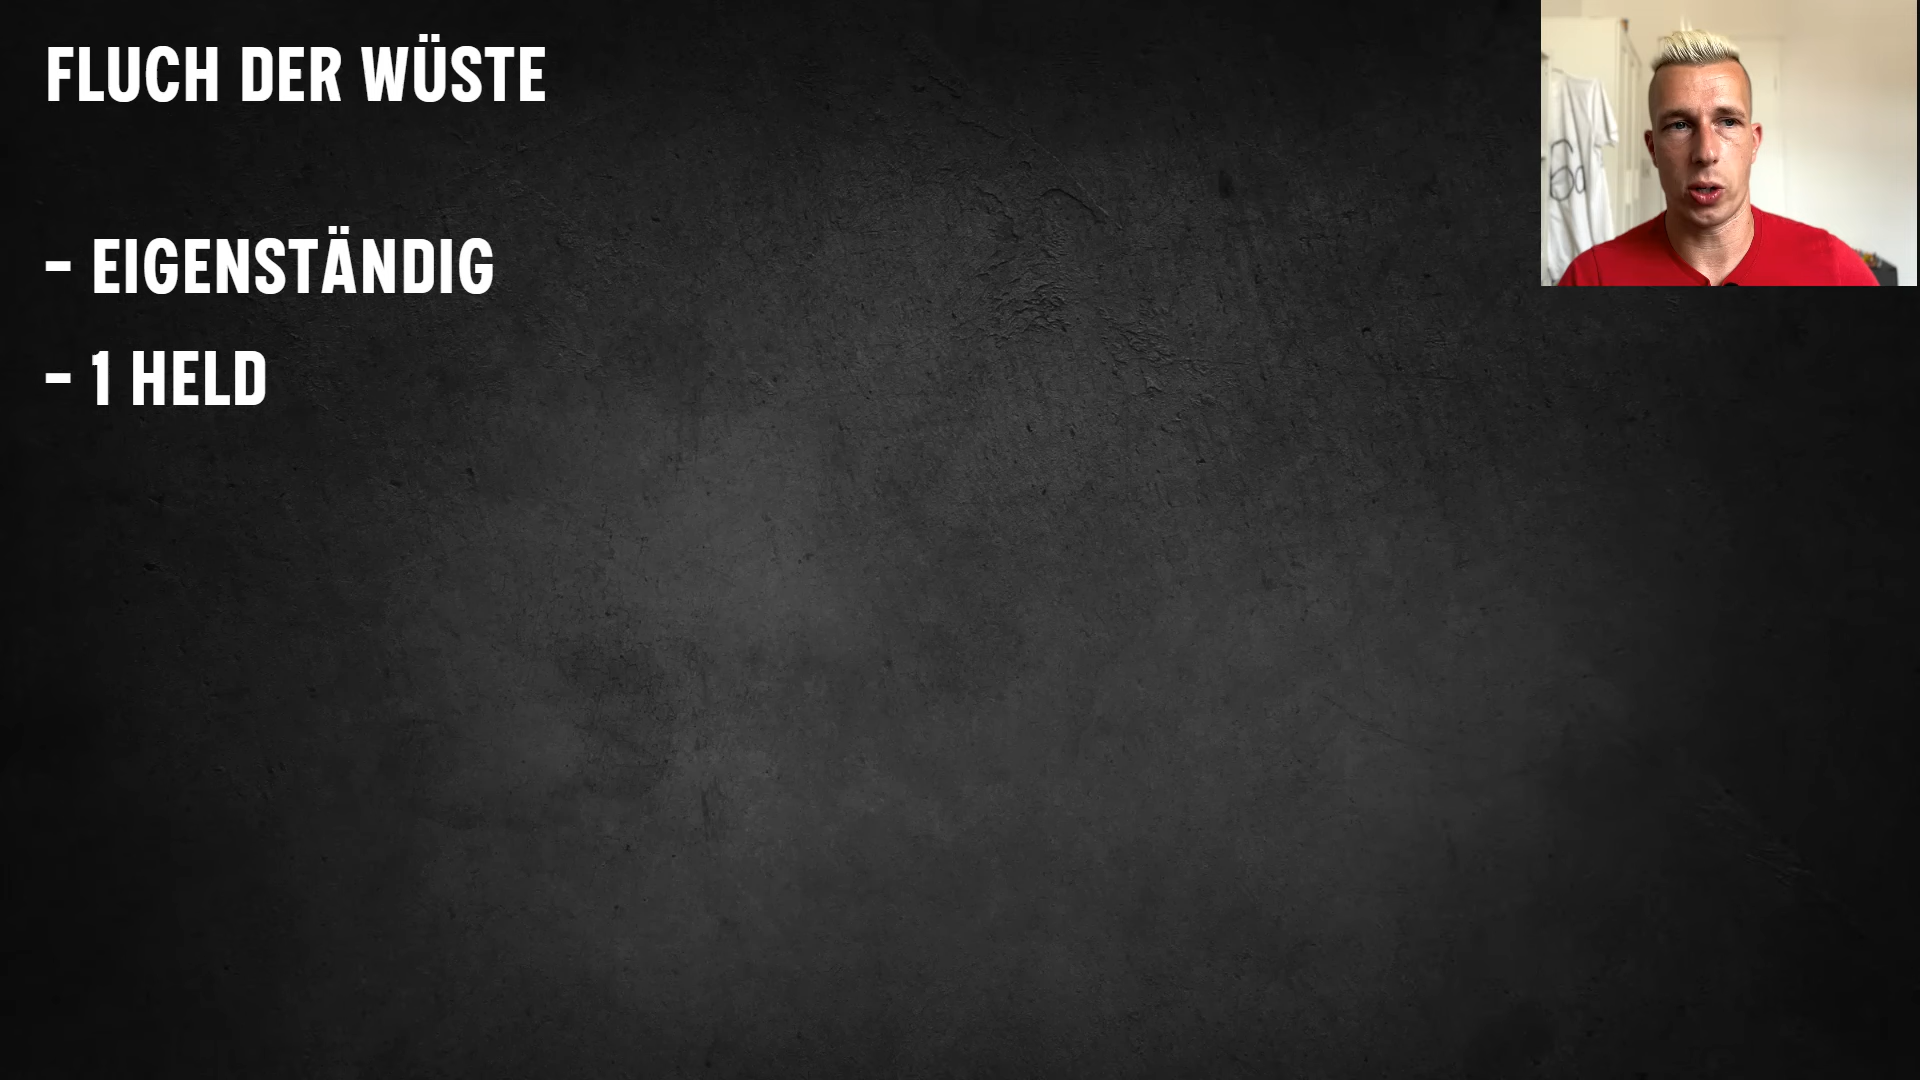 FLUCH DER WÜSTE
- EIGENSTÄNDIG
- 1 HELD